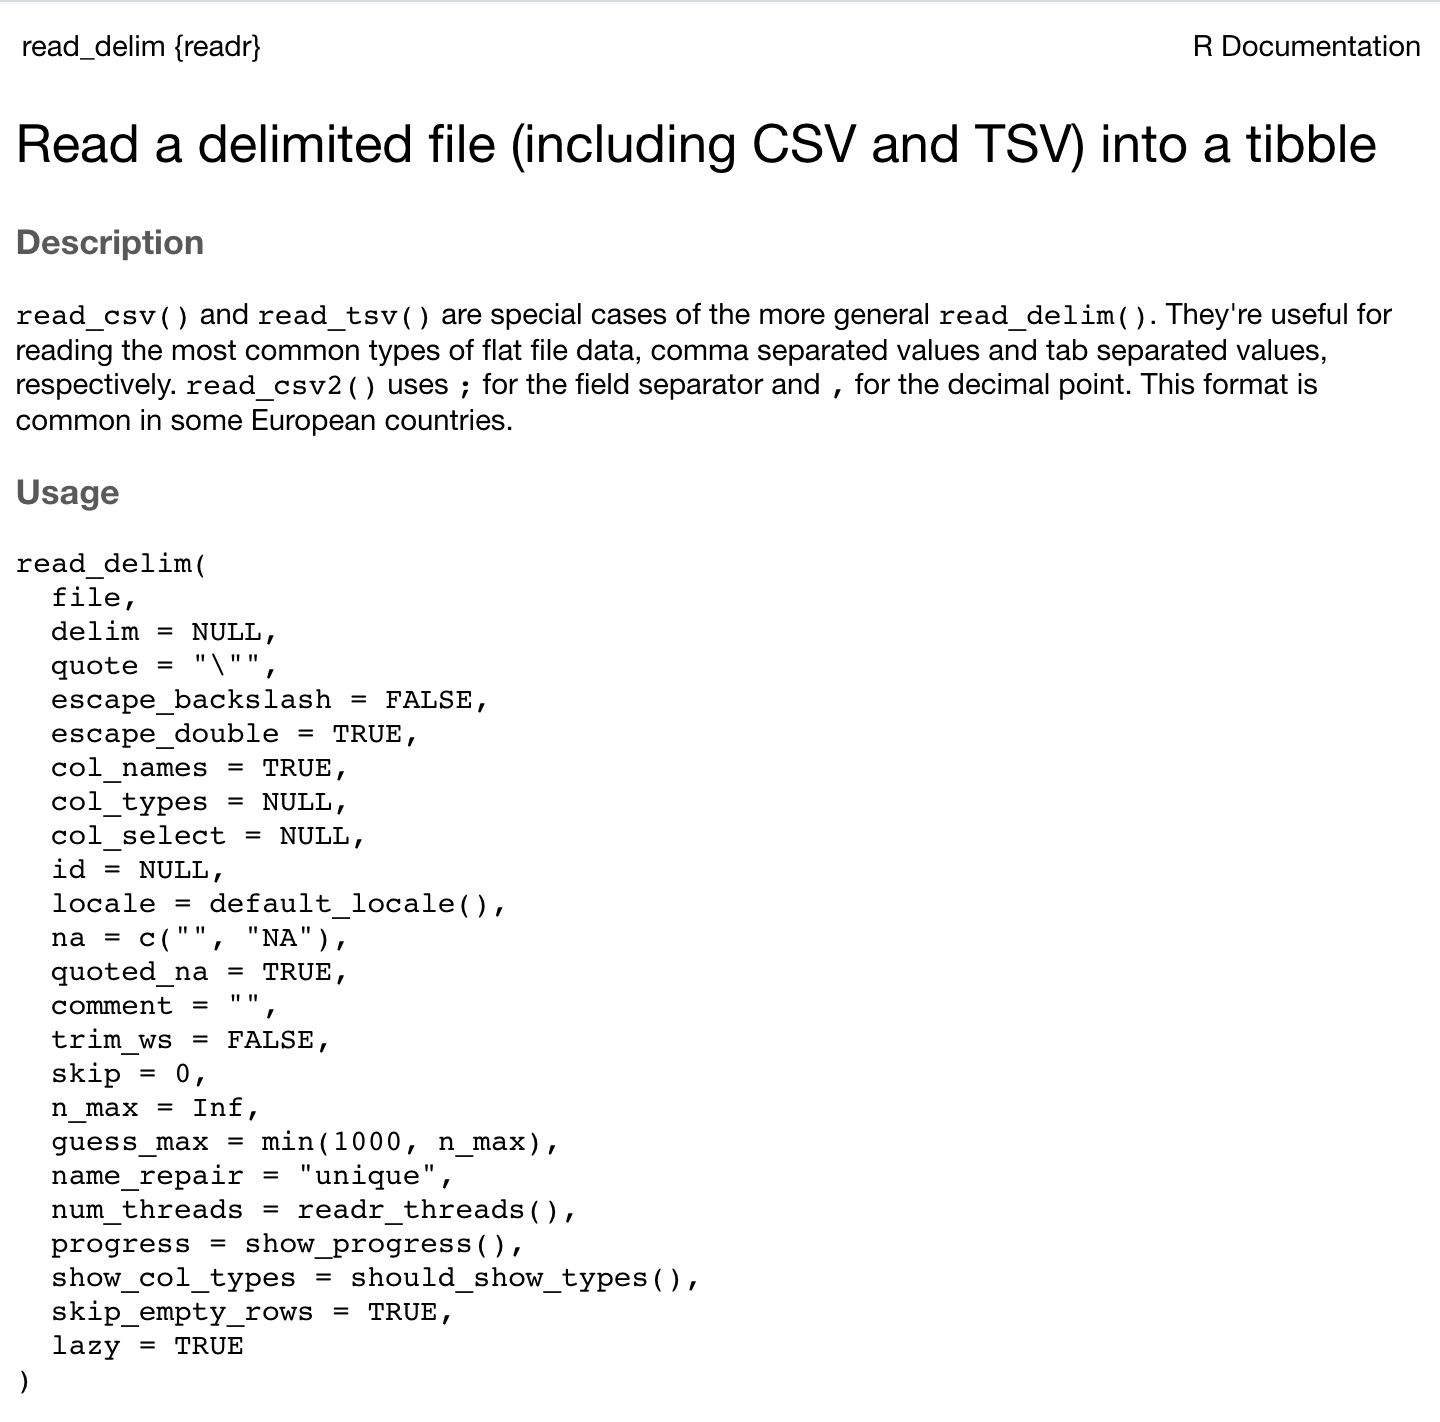 read_delim {readr}
R Documentation
Read a delimited file (including CSV and TSV) into a tibble
Description
read_csv() and read_tsv() are special cases of the more general read_delim(). They're useful for
reading the most common types of flat file data, comma separated values and tab separated values,
respectively. read_csv2() uses ; for the field separator and , for the decimal point. This format is
common in some European countries.
Usage
read_delim(
  file,
  delim = NULL,
  quote = "\"",
  escape_backslash = FALSE,
  escape_double = TRUE,
  col_names = TRUE,
  col_types = NULL,
  col_select = NULL,
  id = NULL,
  locale = default_locale(),
  na = c("", "NA"),
  quoted_na = TRUE,
  comment = "",
  trim_ws = FALSE,
  skip = 0,
  n_max = Inf,
  guess_max = min(1000, n_max),
  name_repair = "unique",
  num_threads = readr_threads(),
  progress = show_progress(),
  show_col_types = should_show_types(),
  skip_empty_rows = TRUE,
  lazy = TRUE
)